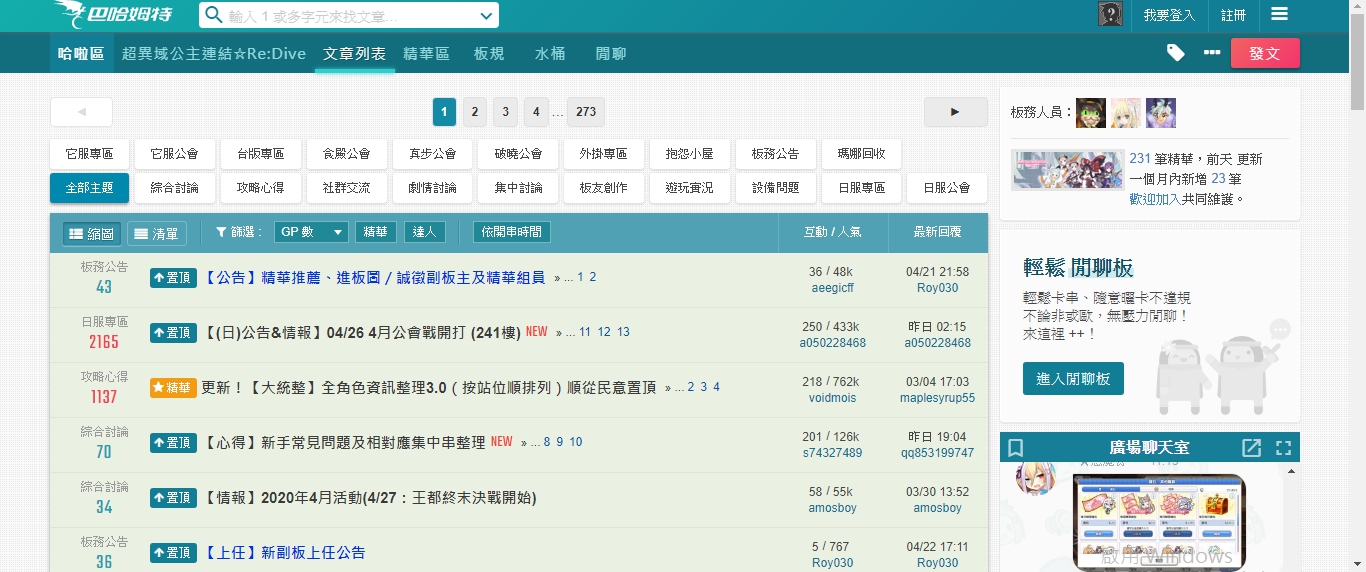 巴哈姆特
輸入 1 或多字元來找文章...
我要登入 註冊
哈啦區 超異域公主連結☆Re:Dive 文章列表 精華區 板規 水桶 閒聊
發文
◄ 1 2 3 4 ... 273 ►
它服專區 它服公會 台版專區 食殿公會 真步公會 破曉公會 外掛專區 抱怨小屋 板務公告 瑪娜回收
全部主題 綜合討論 攻略心得 社群交流 劇情討論 集中討論 板友創作 遊玩實況 設備問題 日服專區 日服公會
縮圖 清單 篩選： GP 數 精華 達人 依開串時間 互動 / 人氣 最新回覆
板務公告
43
置頂 【公告】精華推薦、進板圖 / 誠徵副板主及精華組員 » ... 1 2
36 / 48k
aeegicff
04/21 21:58
Roy030
日服專區
2165
置頂 【(日)公告&情報】04/26 4月公會戰開打 (241樓) NEW » ... 11 12 13
250 / 433k
a050228468
昨日 02:15
a050228468
攻略心得
1137
精華 更新！【大統整】全角色資訊整理3.0（按站位順排列）順從民意置頂 » ... 2 3 4
218 / 762k
voidmois
03/04 17:03
maplesyrup55
綜合討論
70
置頂 【心得】新手常見問題及相對應集中串整理 NEW » ... 8 9 10
201 / 126k
s74327489
昨日 19:04
qq853199747
綜合討論
34
置頂 【情報】2020年4月活動(4/27：王都終末決戰開始)
58 / 55k
amosboy
03/30 13:52
amosboy
板務公告
36
置頂 【上任】新副板上任公告
5 / 767
Roy030
04/22 17:11
Roy030
板務人員：
231 筆精華，前天 更新
一個月內新增 23 筆
歡迎加入共同維護。
輕鬆 閒聊板
輕鬆卡串、隨意曬卡不違規
不論非或歐，無壓力閒聊！
來這裡 ++！
進入閒聊板
廣場聊天室
啟用 Windows